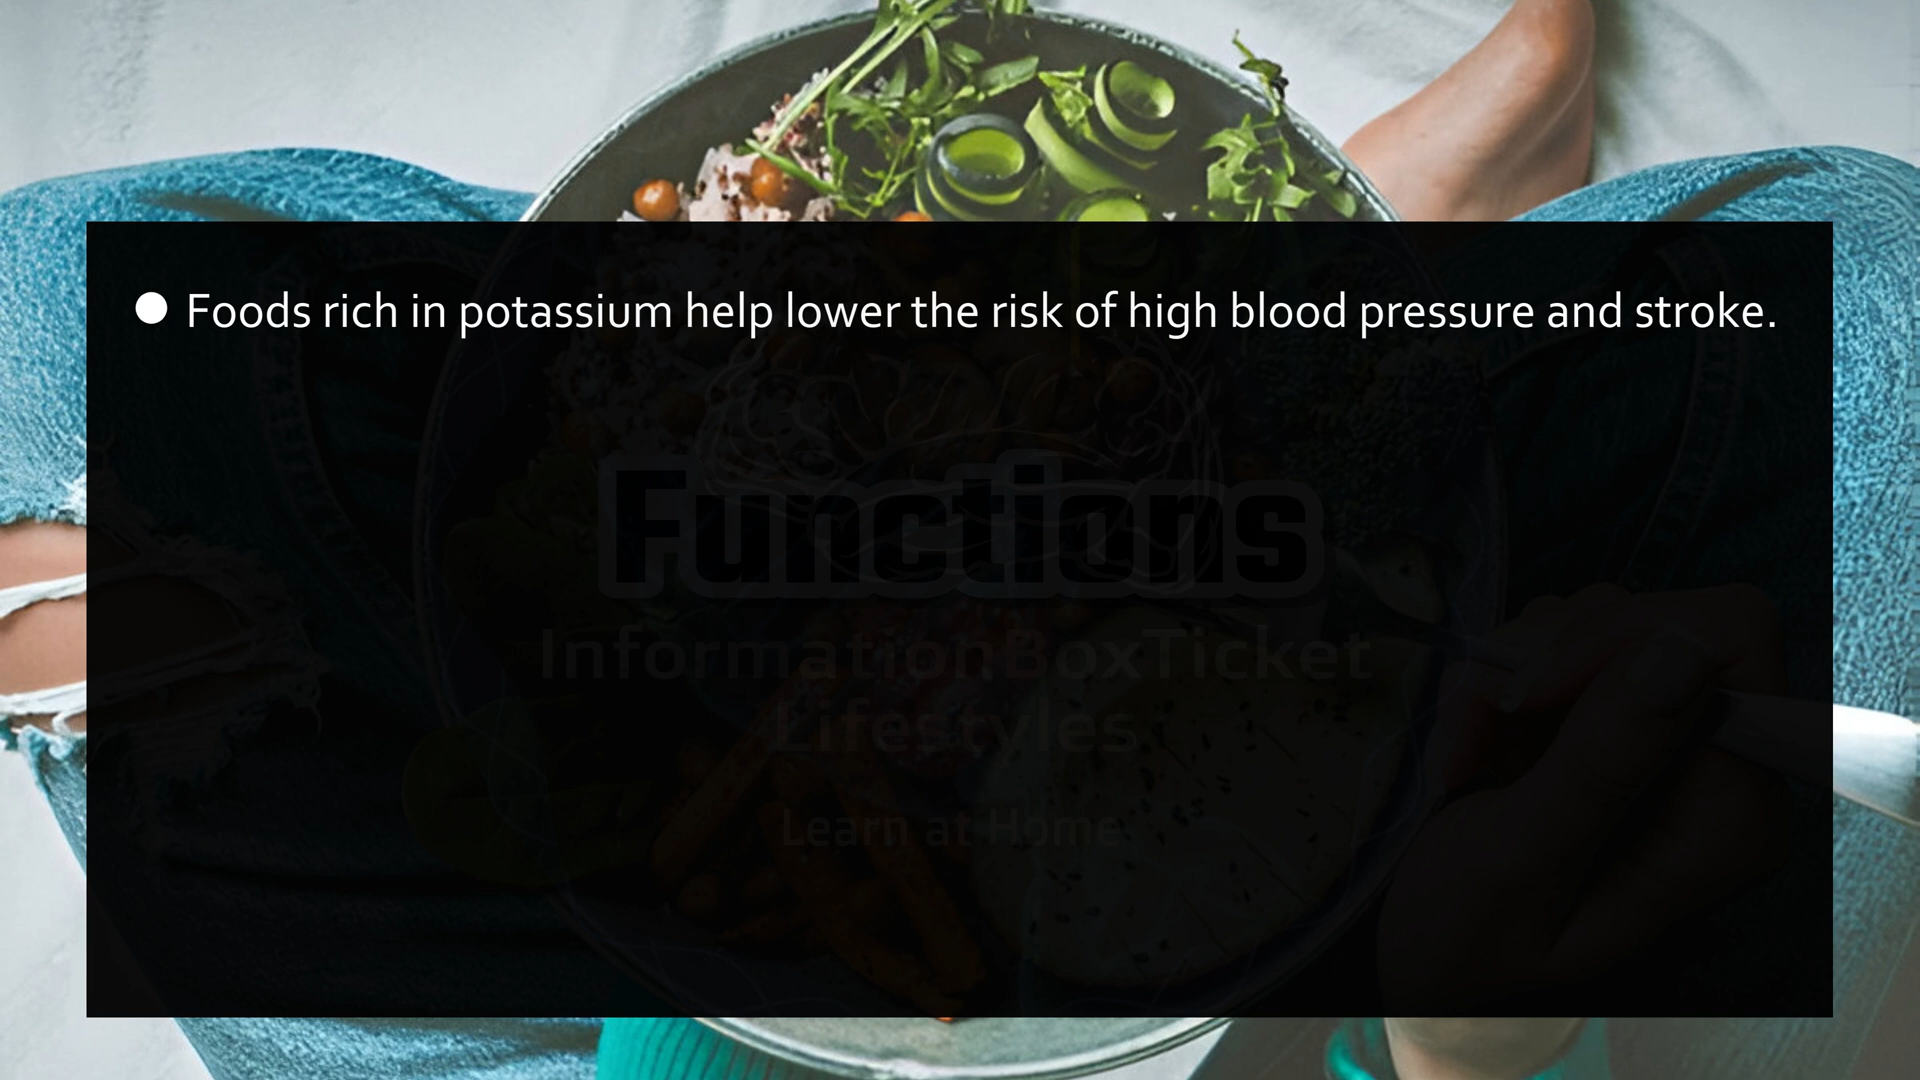 ● Foods rich in potassium help lower the risk of high blood pressure and stroke.
Functions
InformationBoxTicket
Lifestyles
Learn at Home